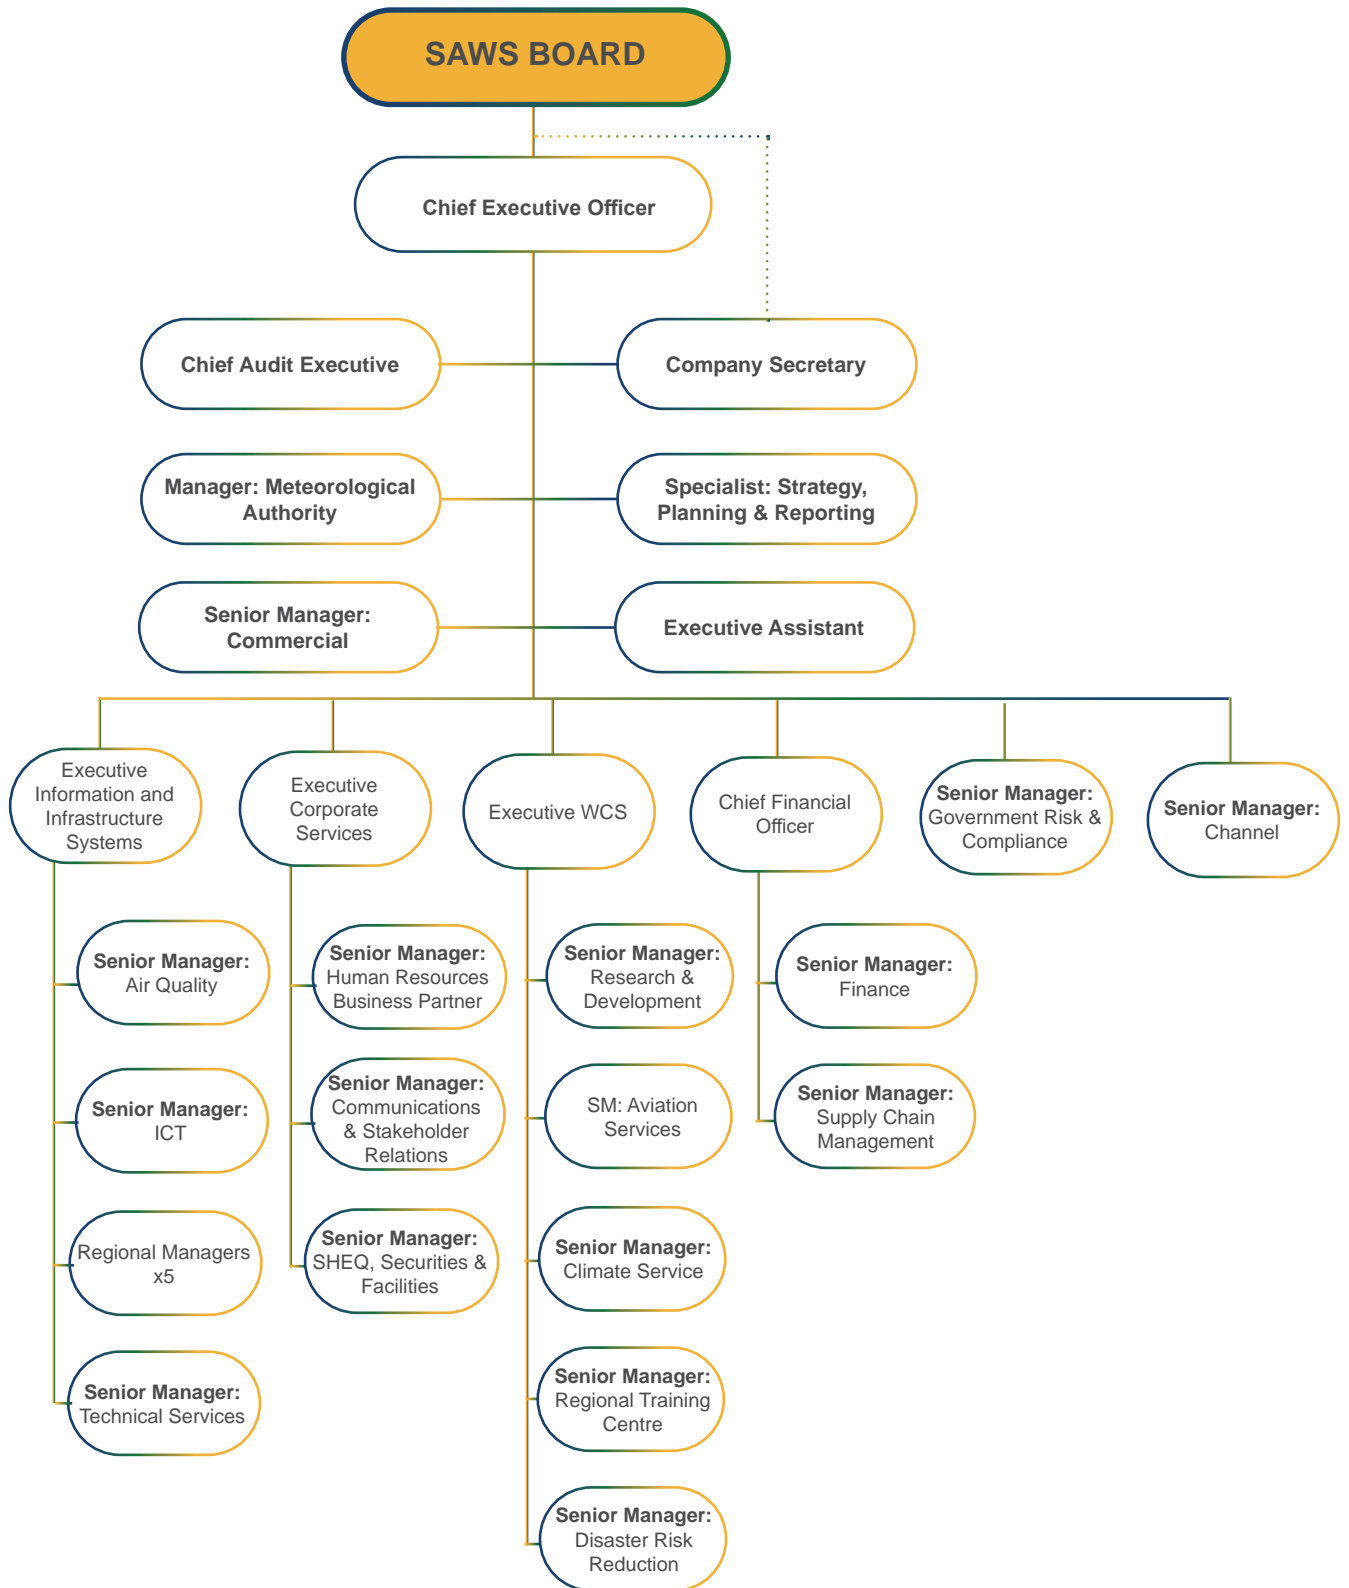 SAWS BOARD
Chief Executive Officer
Chief Audit Executive
Company Secretary
Manager: Meteorological
Authority
Specialist: Strategy,
Planning & Reporting
Senior Manager:
Commercial
Executive Assistant
Executive
Information and
Infrastructure
Systems
Executive
Corporate
Services
Executive WCS
Chief Financial
Officer
Senior Manager:
Government Risk &
Compliance
Senior Manager:
Channel
Senior Manager:
Air Quality
Senior Manager:
ICT
Regional Managers
x5
Senior Manager:
Technical Services
Senior Manager:
Human Resources
Business Partner
Senior Manager:
Communications
& Stakeholder
Relations
Senior Manager:
SHEQ, Securities &
Facilities
Senior Manager:
Research &
Development
SM: Aviation
Services
Senior Manager:
Climate Service
Senior Manager:
Regional Training
Centre
Senior Manager:
Disaster Risk
Reduction
Senior Manager:
Finance
Senior Manager:
Supply Chain
Management